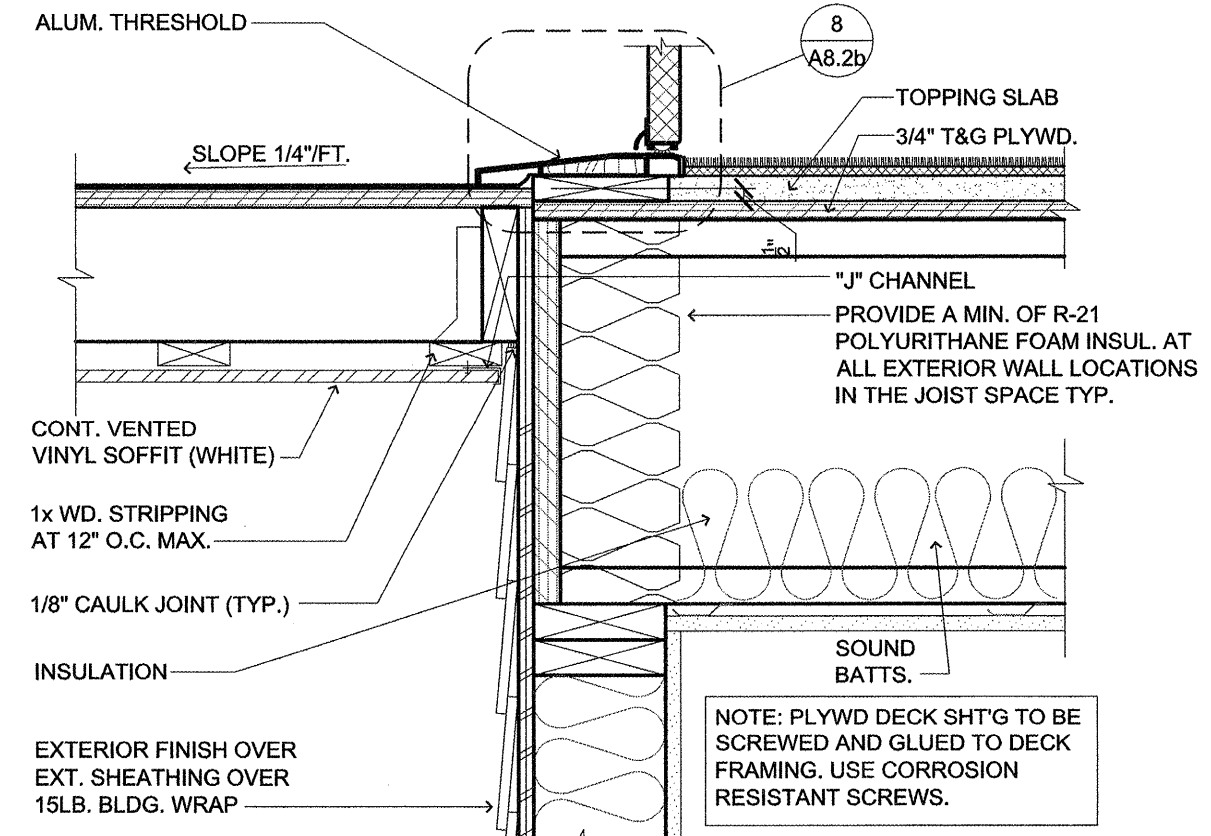 ALUM. THRESHOLD
8
A8.2b
TOPPING SLAB
3/4" T&G PLYWD.
SLOPE 1/4"/FT.
1/2"
"J" CHANNEL
PROVIDE A MIN. OF R-21
POLYURITHANE FOAM INSUL. AT
ALL EXTERIOR WALL LOCATIONS
IN THE JOIST SPACE TYP.
CONT. VENTED
VINYL SOFFIT (WHITE)
1x WD. STRIPPING
AT 12" O.C. MAX.
1/8" CAULK JOINT (TYP.)
INSULATION
SOUND
BATTS.
EXTERIOR FINISH OVER
EXT. SHEATHING OVER
15LB. BLDG. WRAP
NOTE: PLYWD DECK SHT'G TO BE
SCREWED AND GLUED TO DECK
FRAMING. USE CORROSION
RESISTANT SCREWS.